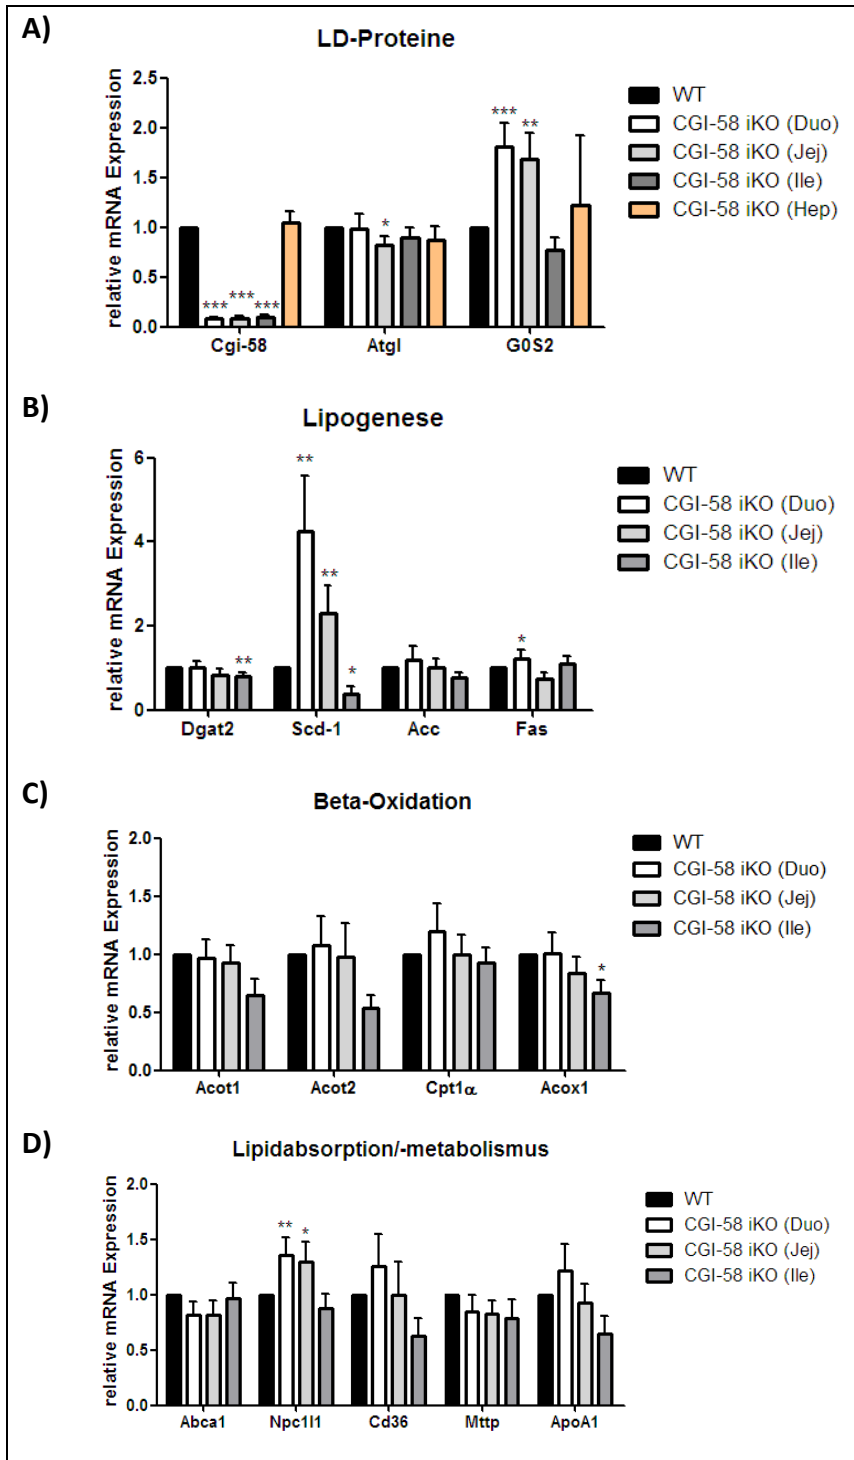 A)
LD-Proteine
relative mRNA Expression
2.5
2.0
1.5
1.0
0.5
0.0
*** *** ***
*
*** **
Cgi-58 Atgl G0S2
WT
CGI-58 iKO (Duo)
CGI-58 iKO (Jej)
CGI-58 iKO (Ile)
CGI-58 iKO (Hep)
B)
Lipogenese
relative mRNA Expression
6
4
2
0
**
** ** *
*
Dgat2 Scd-1 Acc Fas
WT
CGI-58 iKO (Duo)
CGI-58 iKO (Jej)
CGI-58 iKO (Ile)
C)
Beta-Oxidation
relative mRNA Expression
2.0
1.5
1.0
0.5
0.0
*
Acot1 Acot2 Cpt1α Acox1
WT
CGI-58 iKO (Duo)
CGI-58 iKO (Jej)
CGI-58 iKO (Ile)
D)
Lipidabsorption/-metabolismus
relative mRNA Expression
2.0
1.5
1.0
0.5
0.0
** *
Abca1 Npc1l1 Cd36 Mttp ApoA1
WT
CGI-58 iKO (Duo)
CGI-58 iKO (Jej)
CGI-58 iKO (Ile)